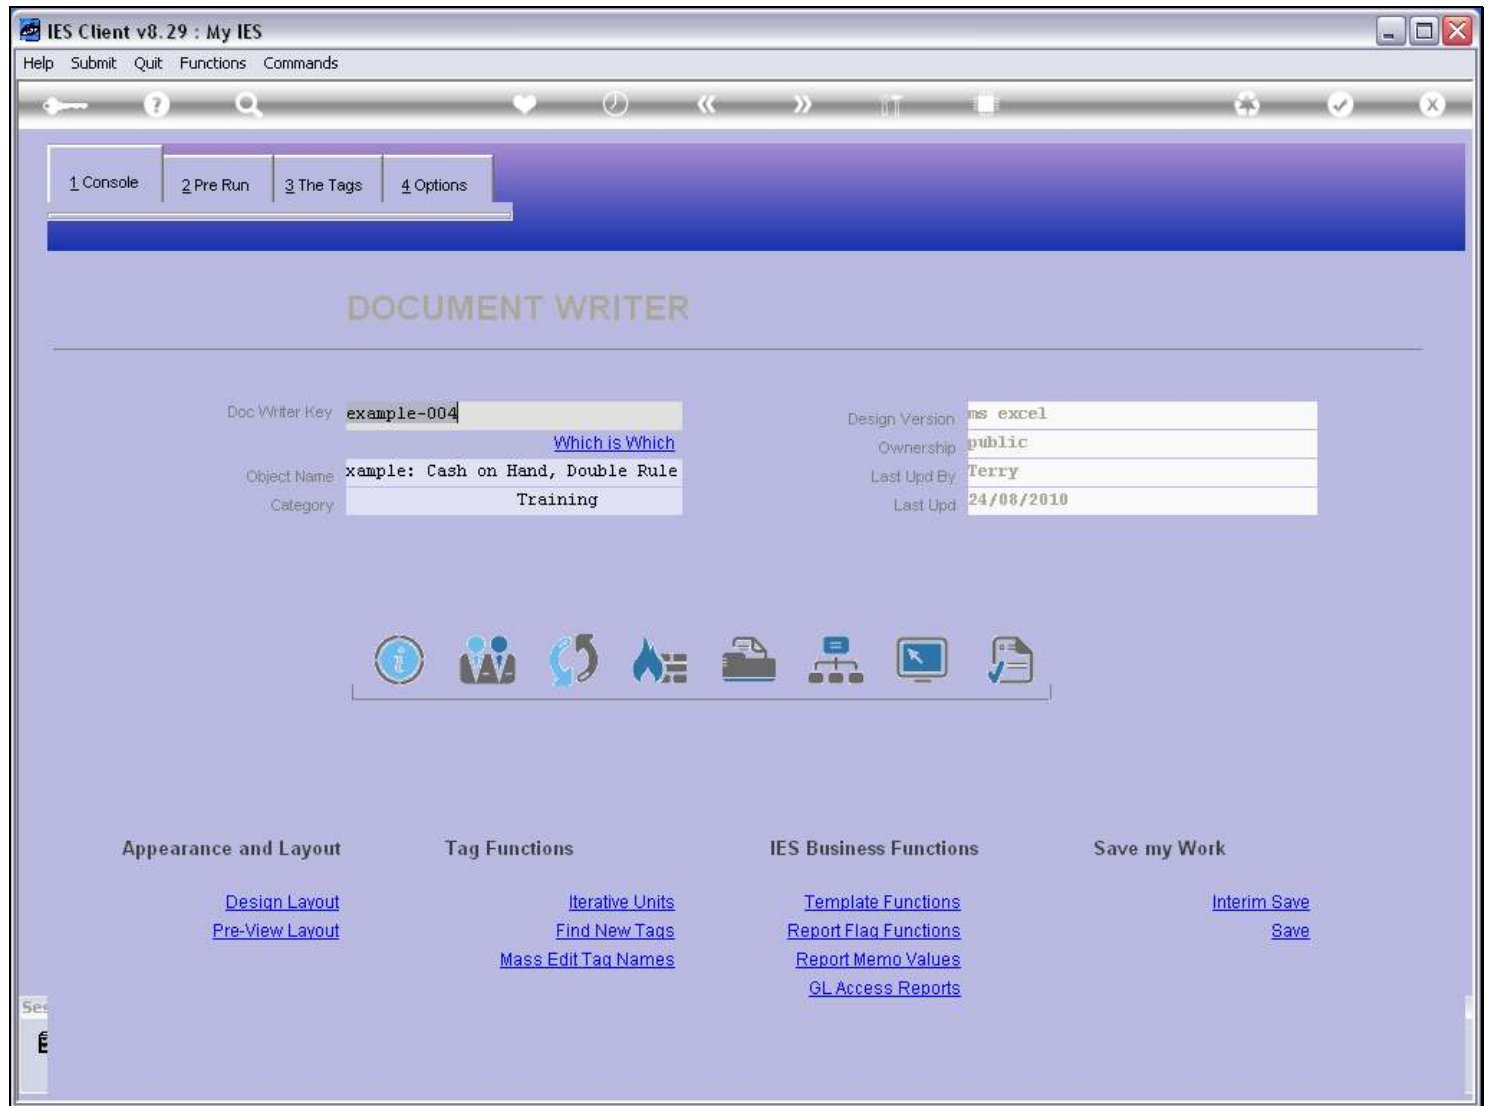 IES Client v8.29 : My IES
Help Submit Quit Functions Commands
1 Console 2 Pre Run 3 The Tags 4 Options
DOCUMENT WRITER
Doc Writer Key example-004
Which is Which
Object Name xample: Cash on Hand, Double Rule
Category Training
Design Version ms excel
Ownership public
Last Upd By Terry
Last Upd 24/08/2010
Appearance and Layout
Design Layout
Pre-View Layout
Tag Functions
Iterative Units
Find New Tags
Mass Edit Tag Names
IES Business Functions
Template Functions
Report Flag Functions
Report Memo Values
GL Access Reports
Save my Work
Interim Save
Save